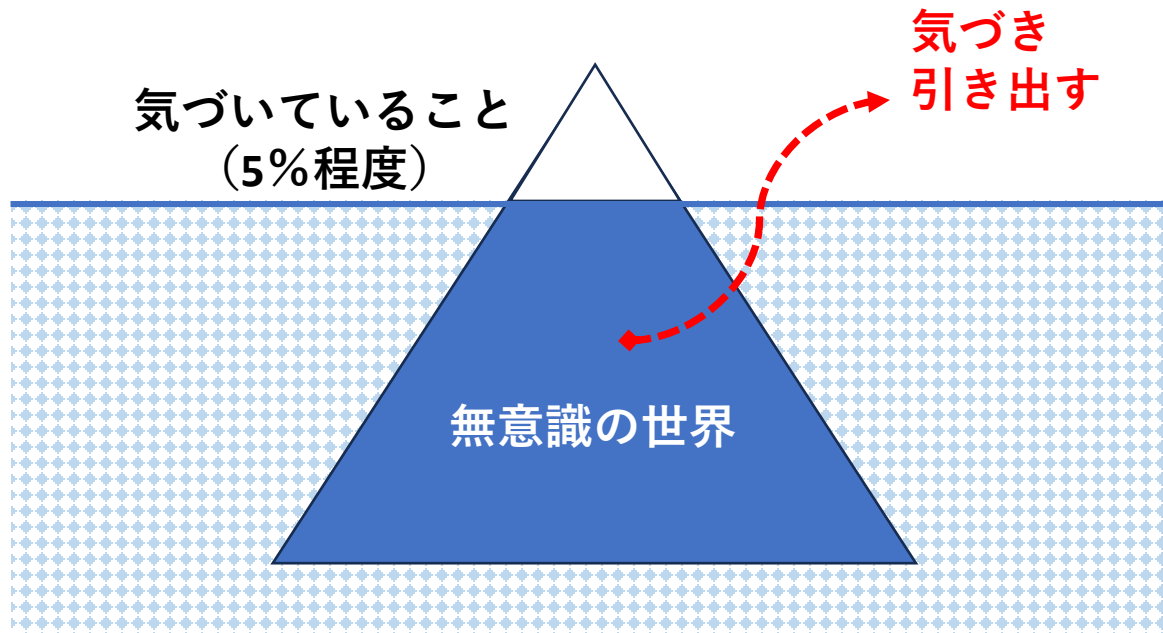 気づいていること
（5％程度）
気づき
引き出す
無意識の世界